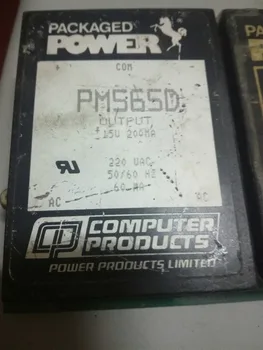 PACKAGED
POWER
COM
PM565D
OUTPUT
15V 200MA
220 VAC
50/60 HZ
60 MA
AC
AC
COMPUTER
PRODUCTS
POWER PRODUCTS LIMITED